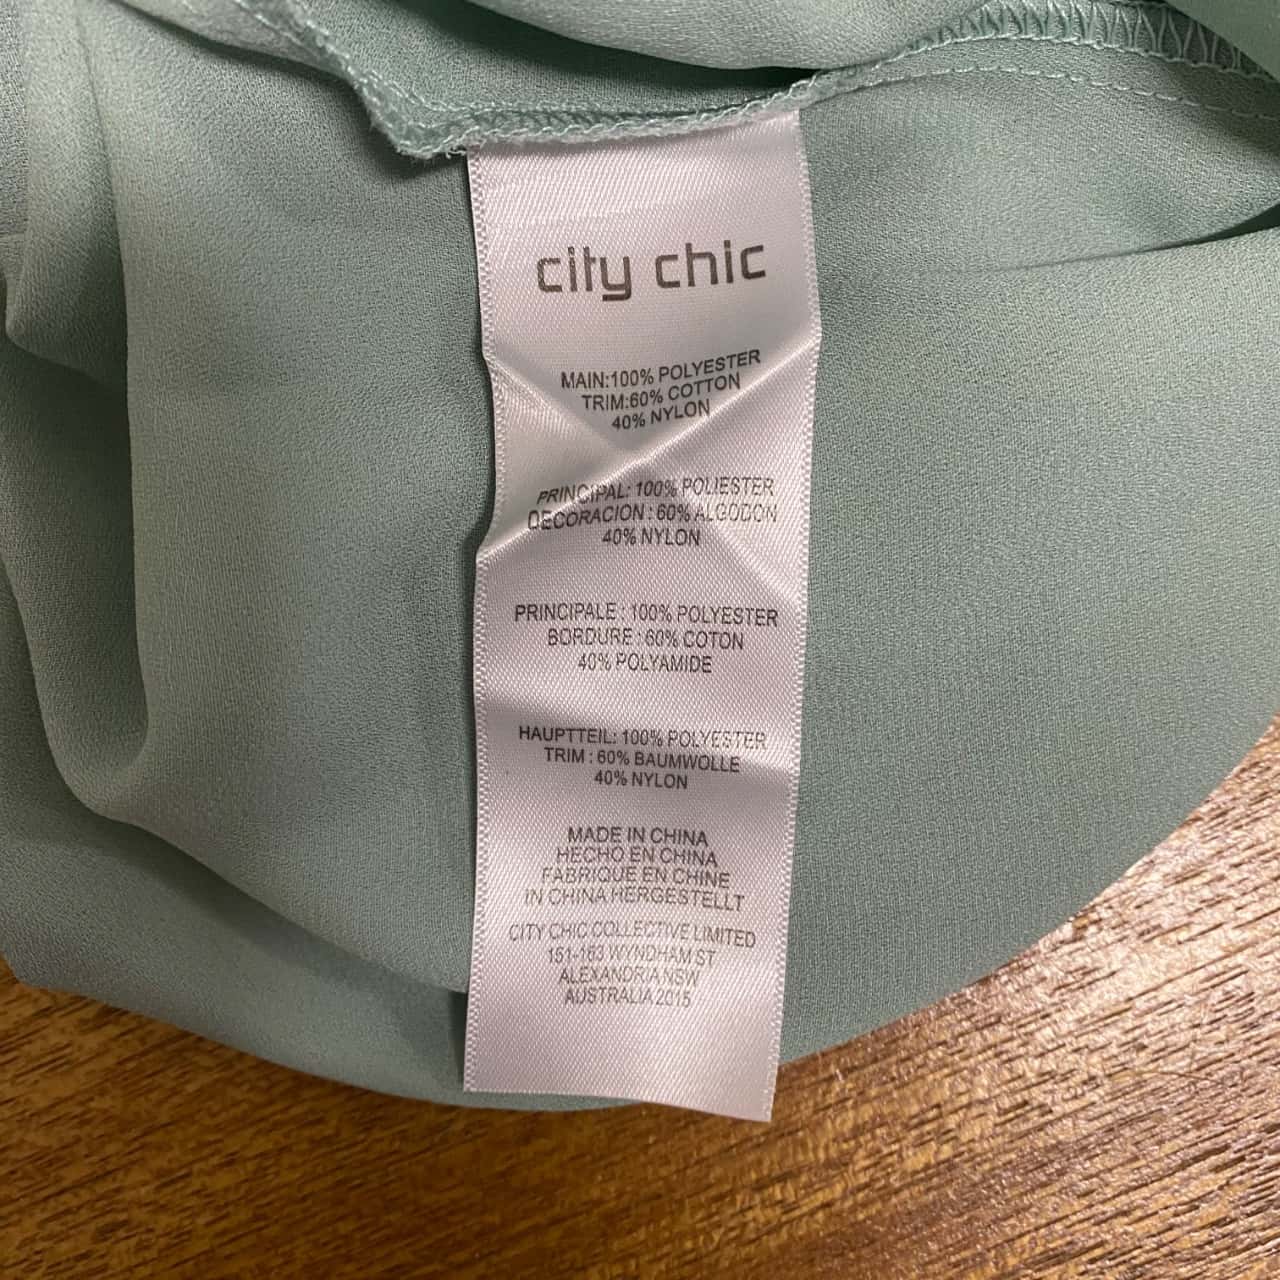 city chic
MAIN:100% POLYESTER
TRIM:60% COTTON
40% NYLON
PRINCIPAL: 100% POLIESTER
DECORACION : 60% ALGODON
40% NYLON
PRINCIPALE : 100% POLYESTER
BORDURE : 60% COTON
40% POLYAMIDE
HAUPTTEIL: 100% POLYESTER
TRIM : 60% BAUMWOLLE
40% NYLON
MADE IN CHINA
HECHO EN CHINA
FABRIQUE EN CHINE
IN CHINA HERGESTELLT
CITY CHIC COLLECTIVE LIMITED
151-163 WYNDHAM ST
ALEXANDRIA NSW
AUSTRALIA 2015